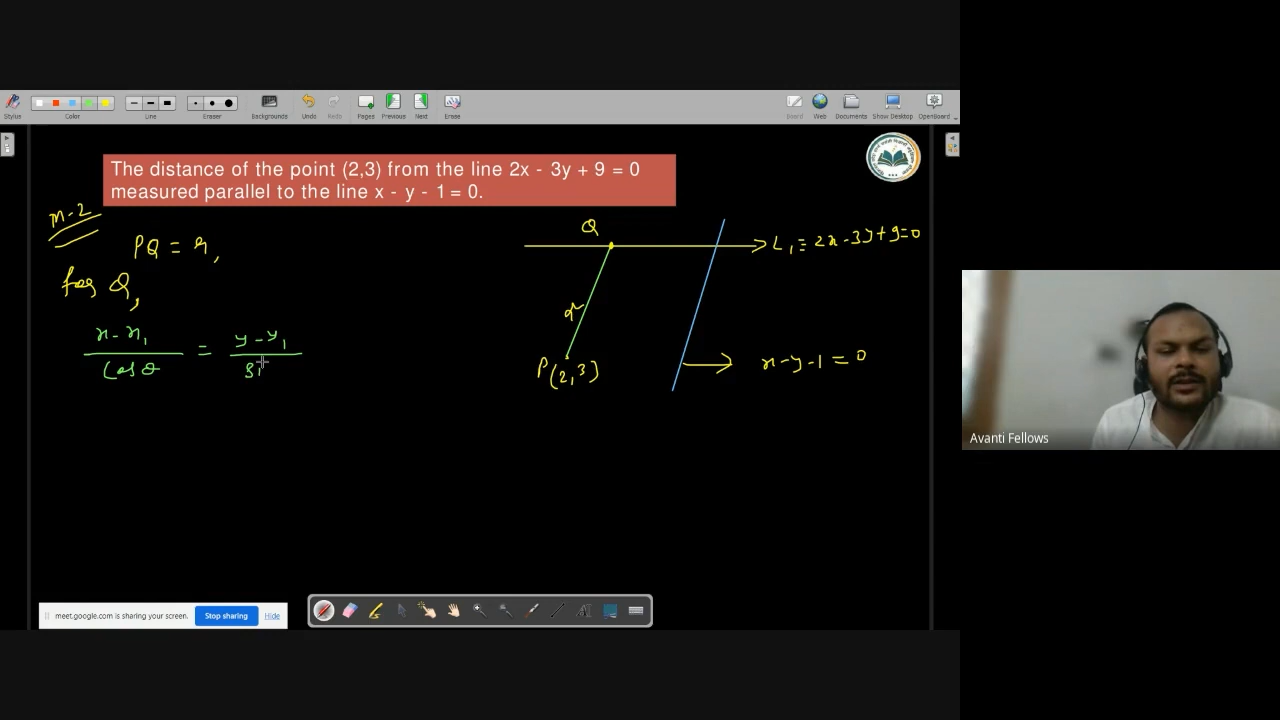 Stylus
Color
Line
Eraser
Backgrounds
Undo
Redo
Pages
Previous
Next
Erase
Board
Web
Documents
Show Desktop
OpenBoard
The distance of the point (2,3) from the line 2x - 3y + 9 = 0
measured parallel to the line x - y - 1 = 0.
M-2
PQ = r,
for Q,
x - x₁ / cos θ = y - y₁ / Si
Q
L₁ ≡ 2x - 3y + 9 = 0
r
P(2,3)
x - y - 1 = 0
Avanti Fellows
meet.google.com is sharing your screen.
Stop sharing
Hide